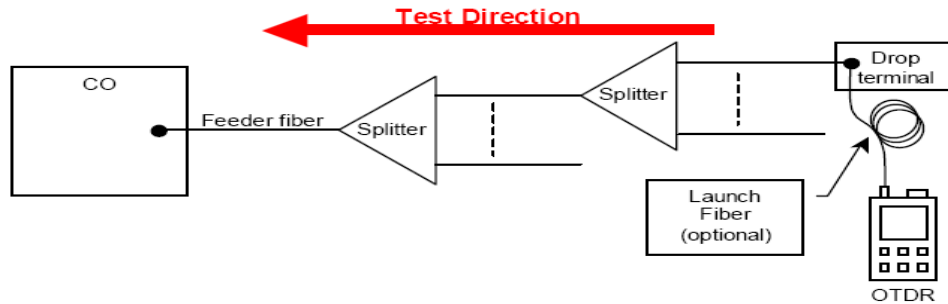 Test Direction
CO
Feeder fiber
Splitter
Splitter
Drop
terminal
Launch
Fiber
(optional)
OTDR